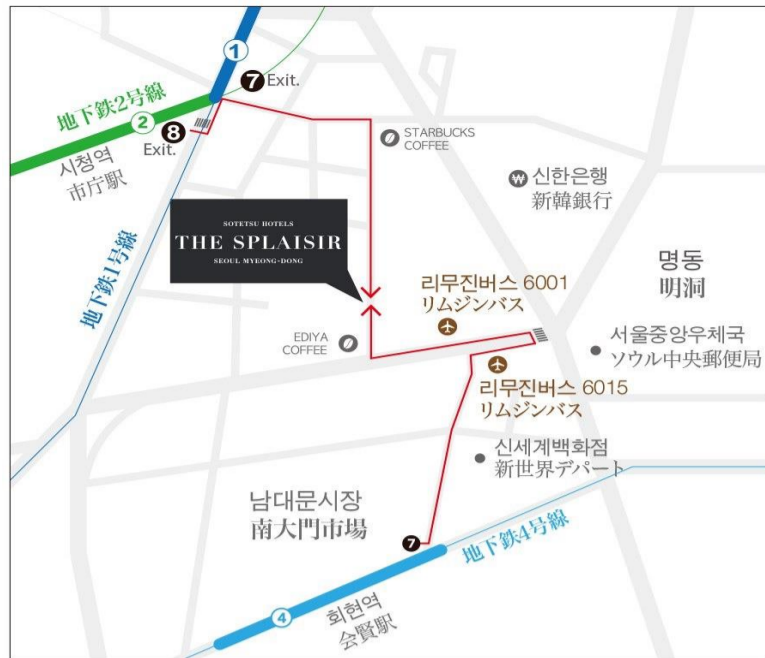 1
7 Exit.
地下鉄2号線
2
8
Exit.
시청역
市庁駅
STARBUCKS
COFFEE
₩ 신한은행
新韓銀行
SOTETSU HOTELS
THE SPLAISIR
SEOUL MYEONG-DONG
地下鉄1号線
명동
明洞
리무진버스 6001
リムジンバス
EDIYA
COFFEE
서울중앙우체국
ソウル中央郵便局
리무진버스 6015
リムジンバス
신세계백화점
新世界デパート
남대문시장
南大門市場
7
地下鉄4号線
4
회현역
会賢駅